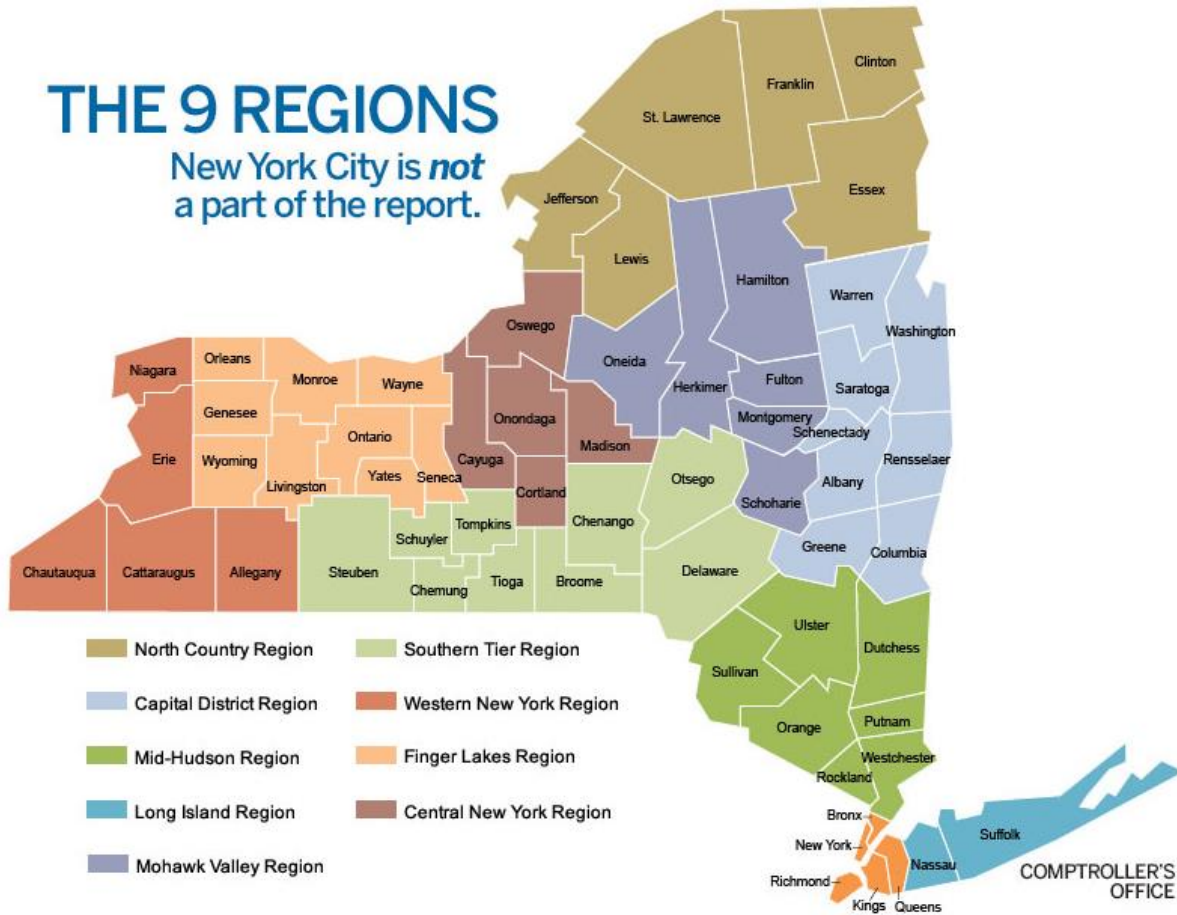 THE 9 REGIONS
New York City is not
a part of the report.
Clinton
Franklin
St. Lawrence
Essex
Jefferson
Lewis
Hamilton
Warren
Washington
Oswego
Oneida
Herkimer
Fulton
Saratoga
Niagara
Orleans
Monroe
Wayne
Genesee
Onondaga
Montgomery
Schenectady
Madison
Ontario
Erie
Wyoming
Livingston
Yates
Seneca
Cayuga
Cortland
Otsego
Schoharie
Albany
Rensselaer
Tompkins
Chenango
Schuyler
Greene
Columbia
Chautauqua
Cattaraugus
Allegany
Steuben
Chemung
Tioga
Broome
Delaware
Ulster
Dutchess
Sullivan
Orange
Putnam
Westchester
Rockland
Bronx
New York
Richmond
Kings
Queens
Nassau
Suffolk
North Country Region
Capital District Region
Mid-Hudson Region
Long Island Region
Mohawk Valley Region
Southern Tier Region
Western New York Region
Finger Lakes Region
Central New York Region
COMPTROLLER'S
OFFICE